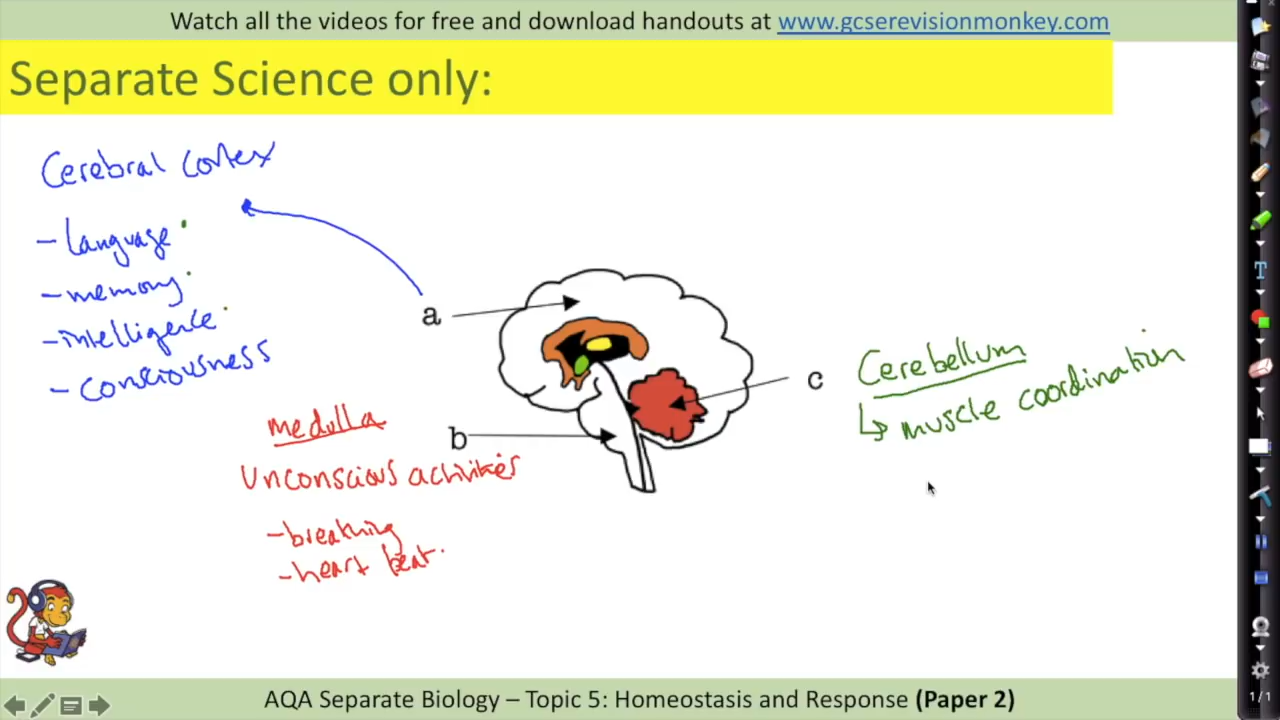 Watch all the videos for free and download handouts at www.gcserevisionmonkey.com
Separate Science only:
Cerebral cortex
- language
- memory
- intelligence
- consciousness
a
b
c
medulla
Unconscious activities
- breathing
- heart beat
Cerebellum
↳ muscle coordination
AQA Separate Biology – Topic 5: Homeostasis and Response (Paper 2)
1/1